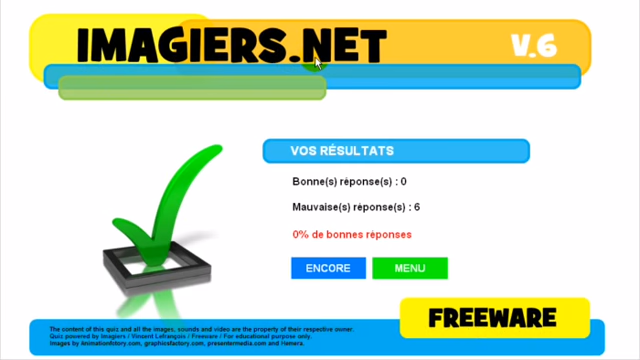 IMAGIERS.NET
V.6
VOS RÉSULTATS
Bonne(s) réponse(s) : 0
Mauvaise(s) réponse(s) : 6
0% de bonnes réponses
ENCORE
MENU
FREEWARE
The content of this quiz and all the images, sounds and video are the property of their respective owner.
Quiz powered by Imagiers / Vincent Lefrançois / Freeware / For educational purpose only.
Images by Animationfstory.com, graphicsfactory.com, presentermedia.com and Hemera.